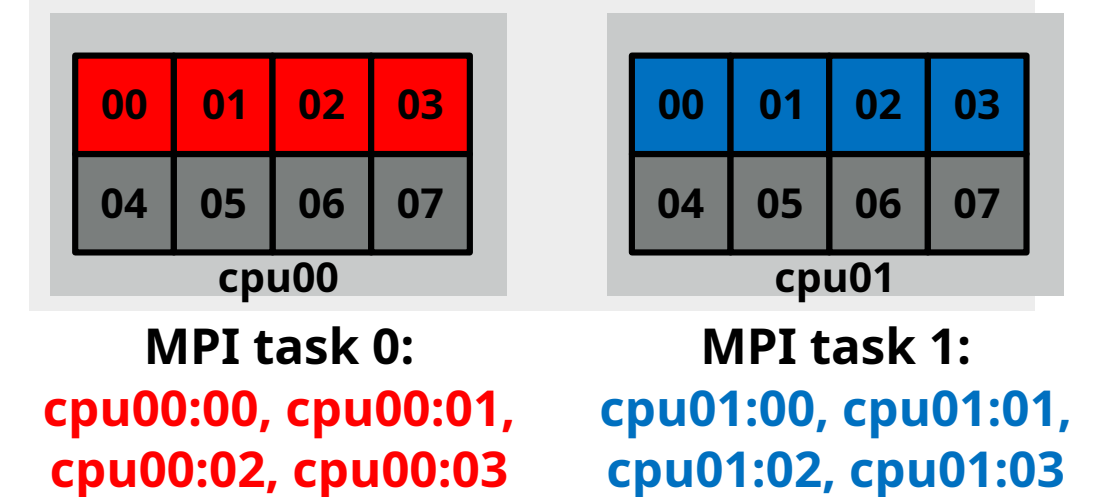 00 01 02 03
04 05 06 07
cpu00
MPI task 0:
cpu00:00, cpu00:01,
cpu00:02, cpu00:03
00 01 02 03
04 05 06 07
cpu01
MPI task 1:
cpu01:00, cpu01:01,
cpu01:02, cpu01:03